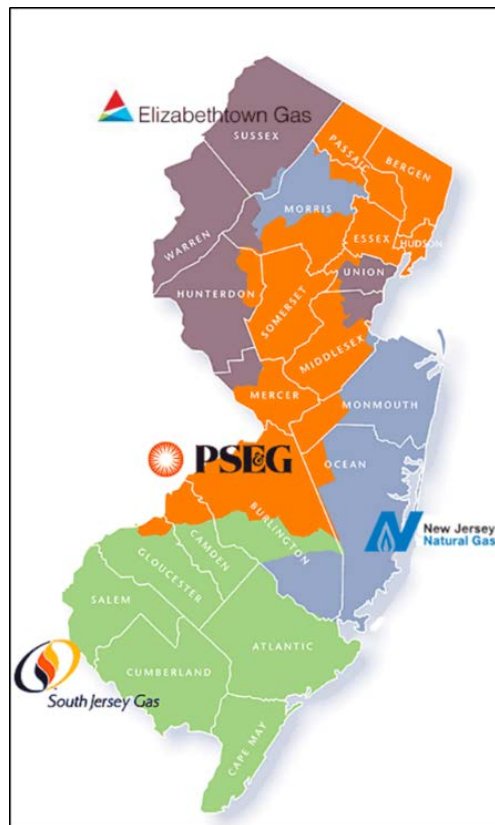 Elizabethtown Gas
SUSSEX
PASSAIC
BERGEN
MORRIS
ESSEX
HUDSON
WARREN
UNION
HUNTERDON
SOMERSET
MIDDLESEX
MERCER
MONMOUTH
PSE&G
OCEAN
BURLINGTON
New Jersey
Natural Gas
CAMDEN
GLOUCESTER
SALEM
ATLANTIC
CUMBERLAND
South Jersey Gas
CAPE MAY